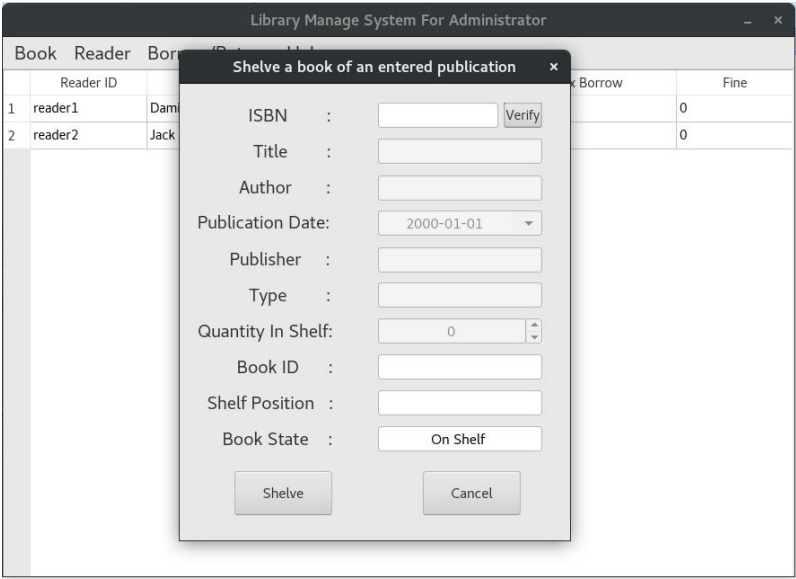 Library Manage System For Administrator
Book Reader
Shelve a book of an entered publication
Reader ID Borrow Fine
1 reader1 0
2 reader2 Jack 0
ISBN :
Verify
Title :
Author :
Publication Date:
2000-01-01
Publisher :
Type :
Quantity In Shelf:
0
Book ID :
Shelf Position :
Book State :
On Shelf
Shelve
Cancel